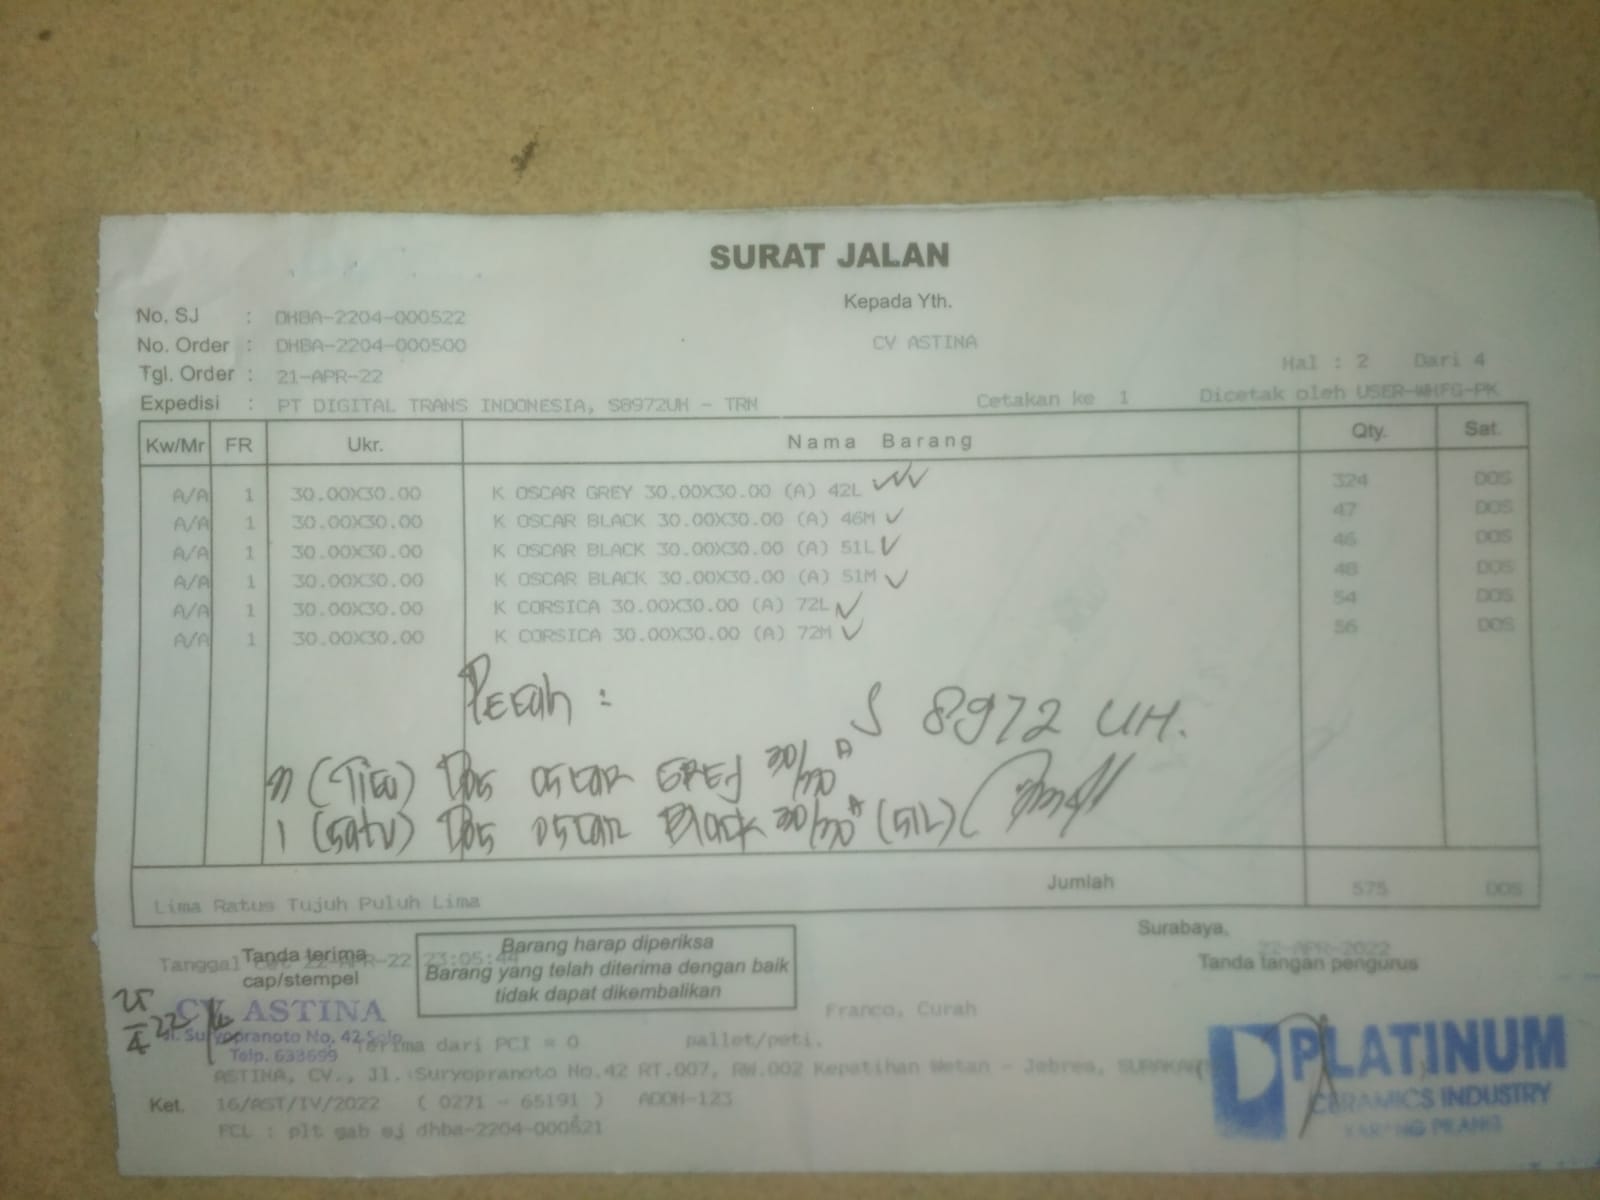 SURAT JALAN
Kepada Yth.
CV ASTINA
No. SJ : DHBA-2204-000522
No. Order : DHBA-2204-000500
Tgl. Order : 21-APR-22
Hal : 2 Dari 4
Expedisi : PT DIGITAL TRANS INDONESIA, S8972UH - TRN Cetakan ke 1 Dicetak oleh USER-WHFG-PK
Kw/Mr FR Ukr. Nama Barang Qty. Sat.
A/A 1 30.00X30.00 K OSCAR GREY 30.00X30.00 (A) 42L 324 DOS
A/A 1 30.00X30.00 K OSCAR BLACK 30.00X30.00 (A) 46M 47 DOS
A/A 1 30.00X30.00 K OSCAR BLACK 30.00X30.00 (A) 51L 46 DOS
A/A 1 30.00X30.00 K OSCAR BLACK 30.00X30.00 (A) 51M 48 DOS
A/A 1 30.00X30.00 K CORSICA 30.00X30.00 (A) 72L 54 DOS
A/A 1 30.00X30.00 K CORSICA 30.00X30.00 (A) 72M 56 DOS
Pecah :
S 8972 UH.
(Tiga) Dos oscar GREY 30/30 A
1 (satu) Dos oscar Black 30/30 A (51L)
Jumlah 575 DOS
Lima Ratus Tujuh Puluh Lima
Surabaya,
22-APR-2022
Tanda tangan pengurus
Tanggal 22-APR-22 23:05:44
Tanda terima
cap/stempel
Barang harap diperiksa
Barang yang telah diterima dengan baik
tidak dapat dikembalikan
CV ASTINA
Jl. Suryopranoto No. 42 Solo
Telp. 633699
22
Franco, Curah
Terima dari PCI = 0 pallet/peti.
ASTINA, CV., Jl. Suryopranoto No.42 RT.007, RW.002 Kepatihan Wetan - Jebres,
Ket. 16/AST/IV/2022 ( 0271 - 65191 ) ADDH-123
FCL : plt gab sj dhba-2204-000521
PLATINUM
CERAMICS INDUSTRY
KARANG PILANG